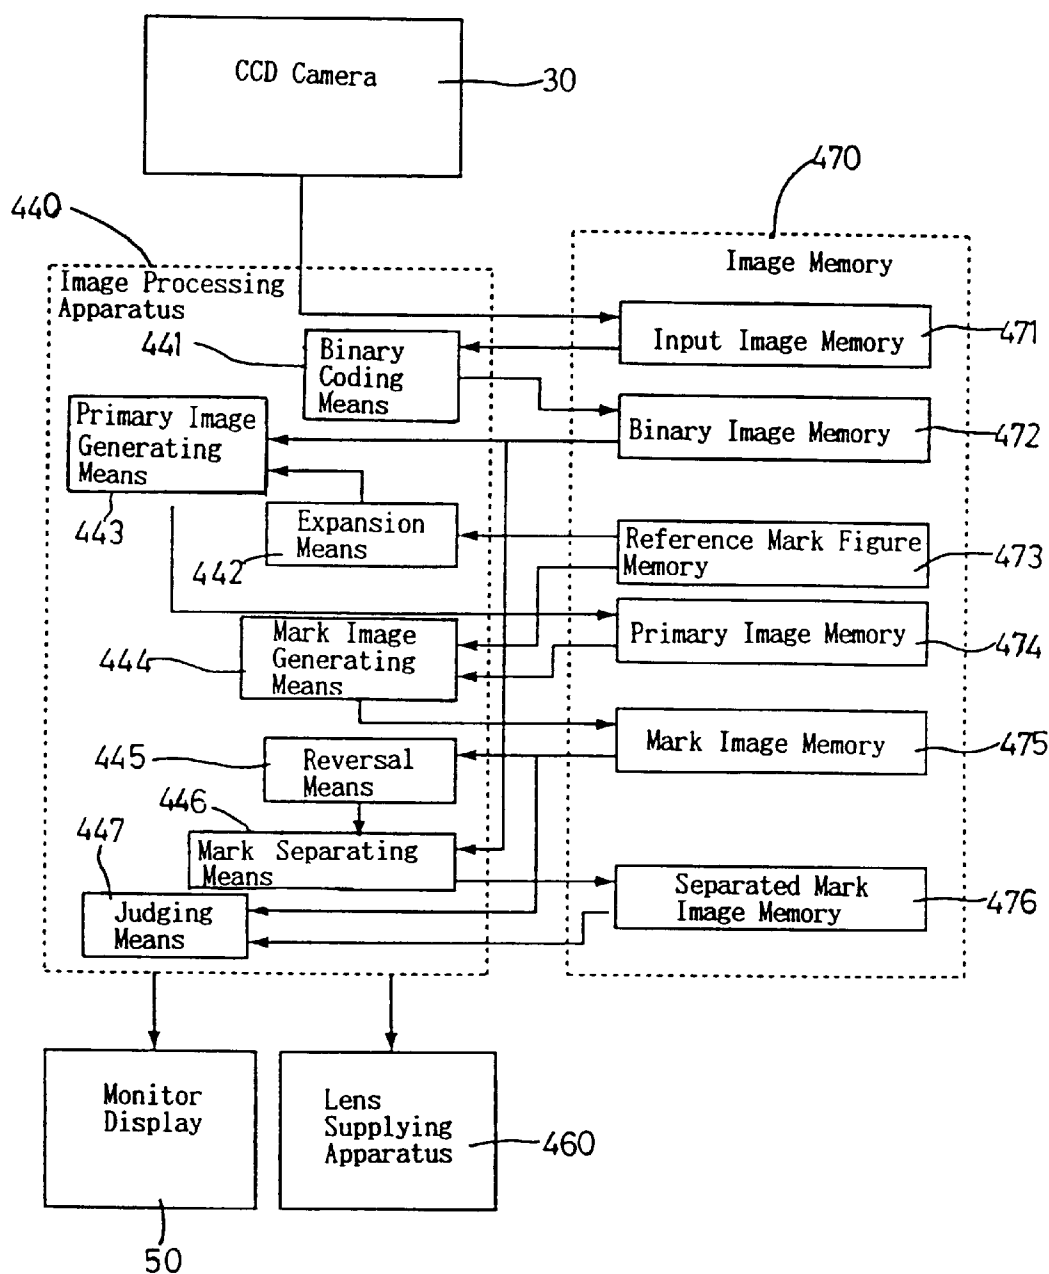 CCD Camera
30
470
440
Image Memory
Image Processing
Apparatus
441
Input Image Memory
471
Binary
Coding
Means
Primary Image
Generating
Means
Binary Image Memory
472
443
Expansion
Means
442
Reference Mark Figure
Memory
473
Mark Image
Generating
Means
444
Primary Image Memory
474
445
Reversal
Means
Mark Image Memory
475
446
Mark Separating
Means
447
Separated Mark
Image Memory
476
Judging
Means
Monitor
Display
Lens
Supplying
Apparatus
460
50